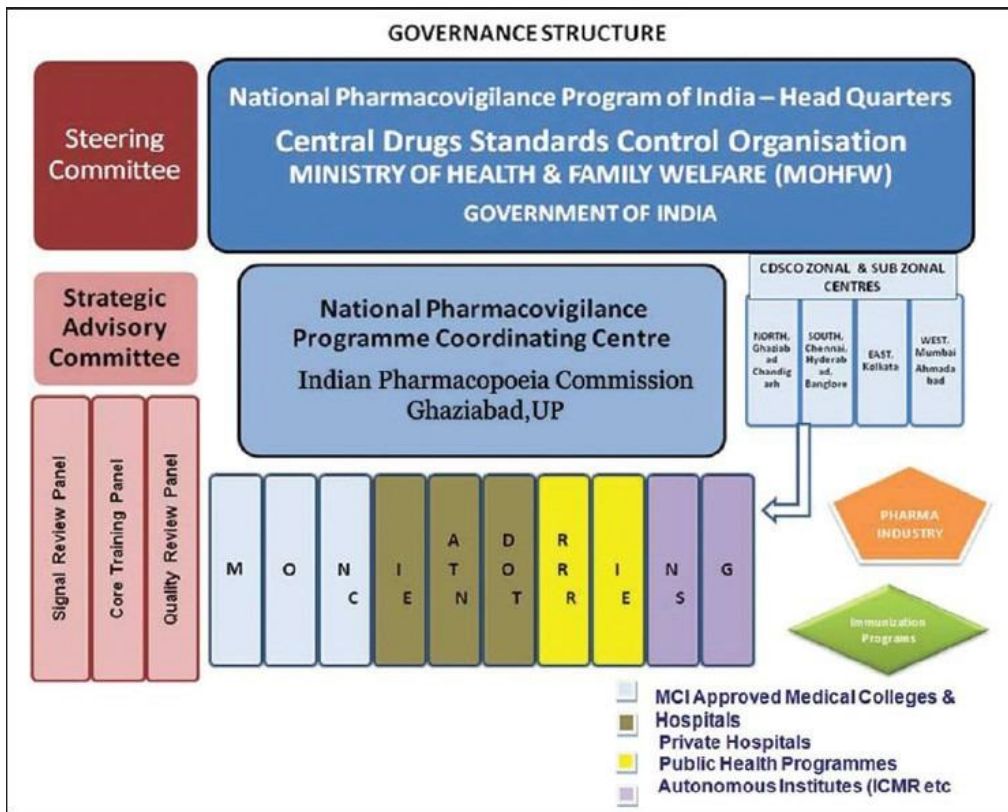 GOVERNANCE STRUCTURE
Steering
Committee
National Pharmacovigilance Program of India – Head Quarters
Central Drugs Standards Control Organisation
MINISTRY OF HEALTH & FAMILY WELFARE (MOHFW)
GOVERNMENT OF INDIA
Strategic
Advisory
Committee
National Pharmacovigilance
Programme Coordinating Centre
Indian Pharmacopoeia Commission
Ghaziabad,UP
CDSCO ZONAL & SUB ZONAL
CENTRES
NORTH,
Ghaziab
ad
Chandig
arh
SOUTH,
Chennai,
Hyderab
ad,
Banglore
EAST,
Kolkata
WEST,
Mumbai
Ahmada
bad
Signal Review Panel
Core Training Panel
Quality Review Panel
A D R
M O N I T O R I N G
C E N T R E S
PHARMA
INDUSTRY
Immunization
Programs
MCI Approved Medical Colleges &
Hospitals
Private Hospitals
Public Health Programmes
Autonomous Institutes (ICMR etc